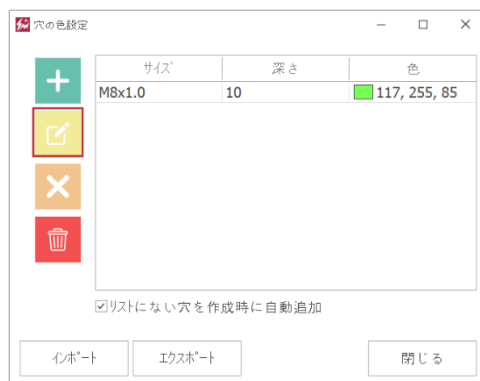 穴の色設定
サイズ 深さ 色
M8x1.0 10 117, 255, 85
リストにない穴を作成時に自動追加
インポート エクスポート 閉じる